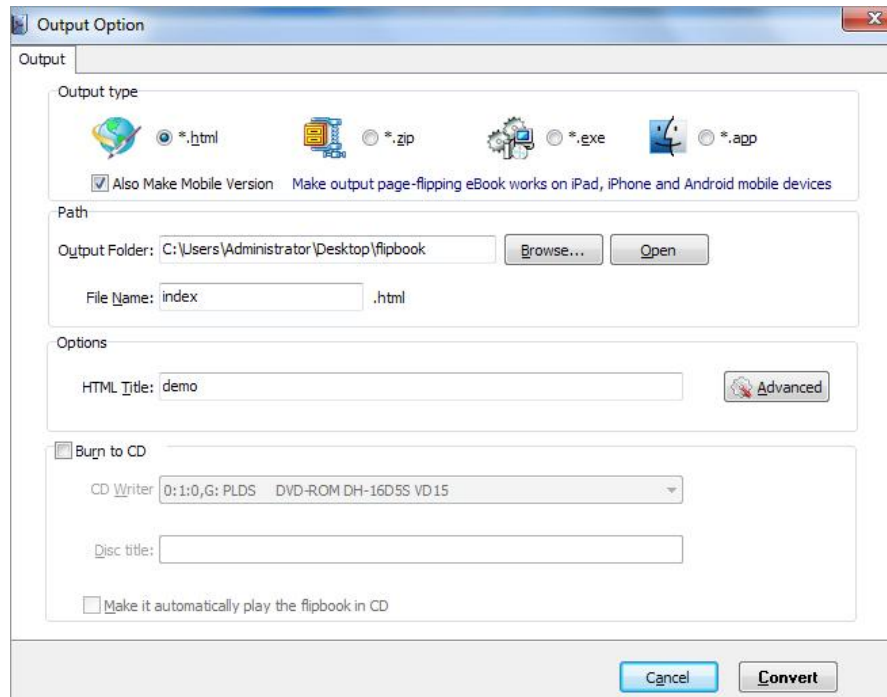 Output Option
Output
Output type
*.html *.zip *.exe *.app
Also Make Mobile Version Make output page-flipping eBook works on iPad, iPhone and Android mobile devices
Path
Output Folder: C:\Users\Administrator\Desktop\flipbook Browse... Open
File Name: index .html
Options
HTML Title: demo Advanced
Burn to CD
CD Writer 0:1:0,G: PLDS DVD-ROM DH-16D5S VD15
Disc title:
Make it automatically play the flipbook in CD
Cancel Convert